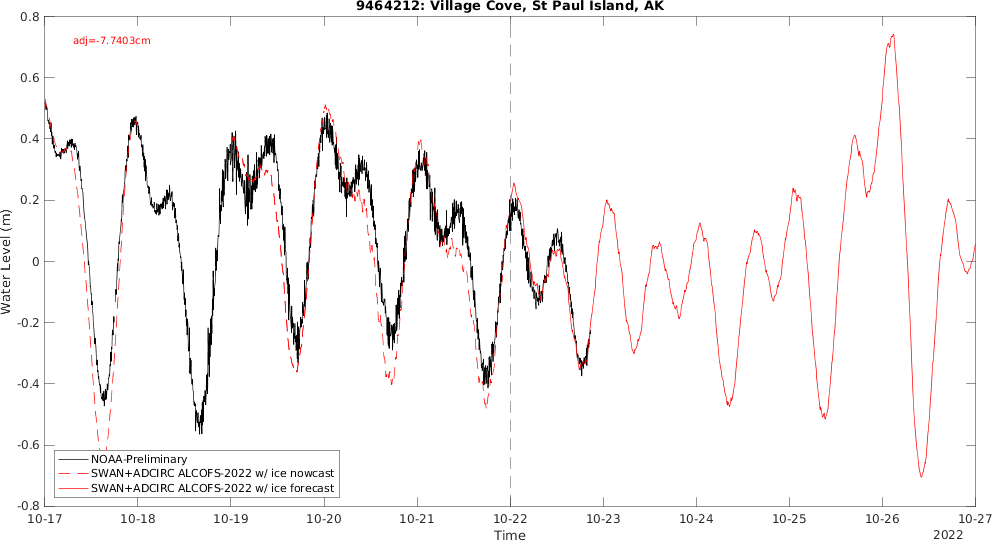 9464212: Village Cove, St Paul Island, AK
adj=-7.7403cm
Water Level (m)
0.8
0.6
0.4
0.2
0
-0.2
-0.4
-0.6
-0.8
NOAA-Preliminary
SWAN+ADCIRC ALCOFS-2022 w/ ice nowcast
SWAN+ADCIRC ALCOFS-2022 w/ ice forecast
10-17 10-18 10-19 10-20 10-21 10-22 10-23 10-24 10-25 10-26 10-27
Time
2022